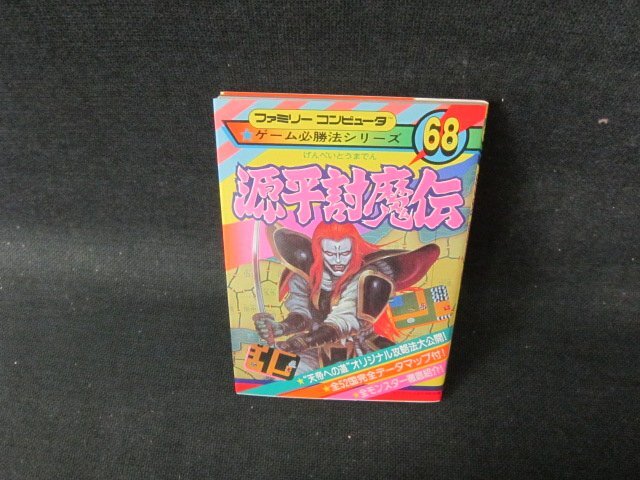 ファミリーコンピュータ
★ゲーム必勝法シリーズ
68
げんぺいとうまでん
源平討魔伝
★"天帝への道"オリジナル攻略法大公開!
★全52国完全データマップ付!
★全モンスター徹底紹介!